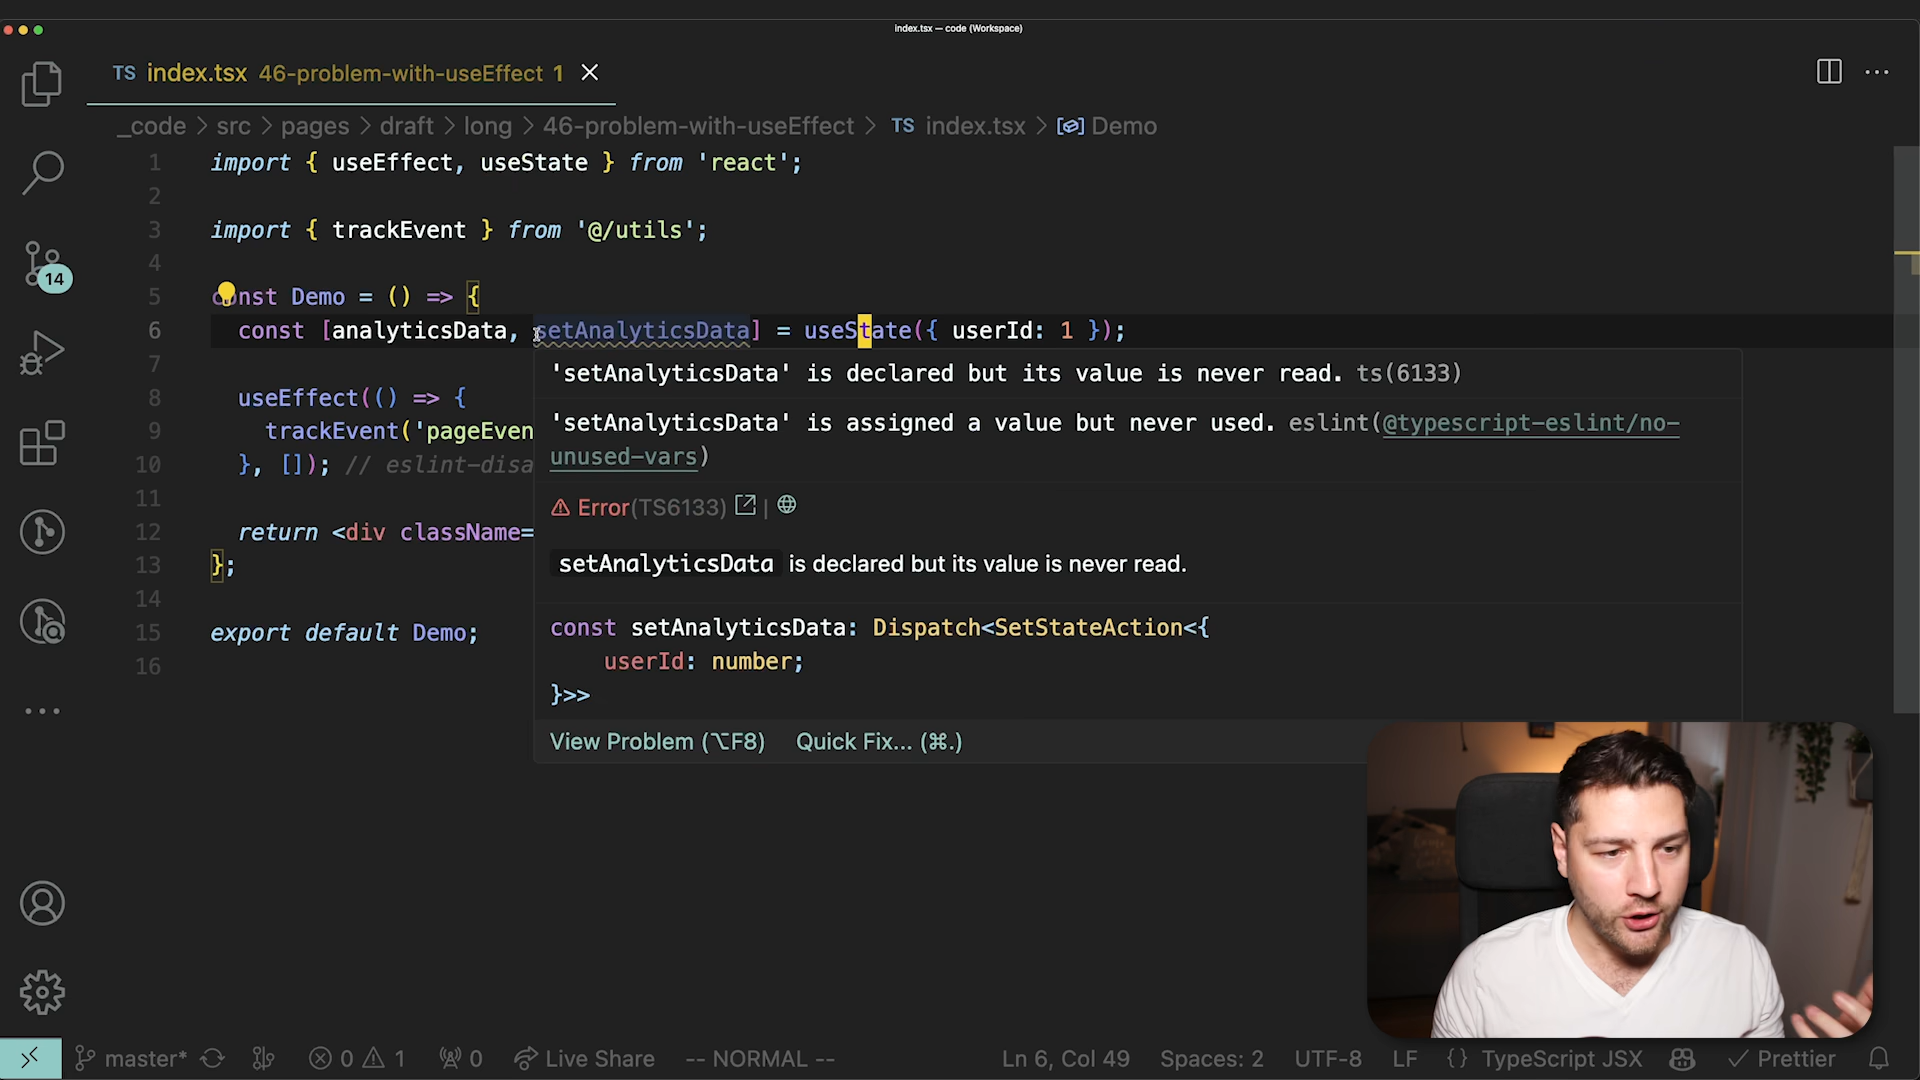 index.tsx — code (Workspace)
TS index.tsx 46-problem-with-useEffect 1
_code > src > pages > draft > long > 46-problem-with-useEffect > TS index.tsx > Demo
1 import { useEffect, useState } from 'react';
2
3 import { trackEvent } from '@/utils';
4
5 const Demo = () => {
6 const [analyticsData, setAnalyticsData] = useState({ userId: 1 });
7
8 useEffect(() => {
9 trackEvent('pageEven
10 }, []); // eslint-disa
11
12 return <div className=
13 };
14
15 export default Demo;
16
'setAnalyticsData' is declared but its value is never read. ts(6133)
'setAnalyticsData' is assigned a value but never used. eslint(@typescript-eslint/no-
unused-vars)
Error(TS6133) |
setAnalyticsData is declared but its value is never read.
const setAnalyticsData: Dispatch<SetStateAction<{
userId: number;
}>>
View Problem (⌥F8) Quick Fix... (⌘.)
14
master* 0 1 0 Live Share -- NORMAL -- Ln 6, Col 49 Spaces: 2 UTF-8 LF {} TypeScript JSX Prettier